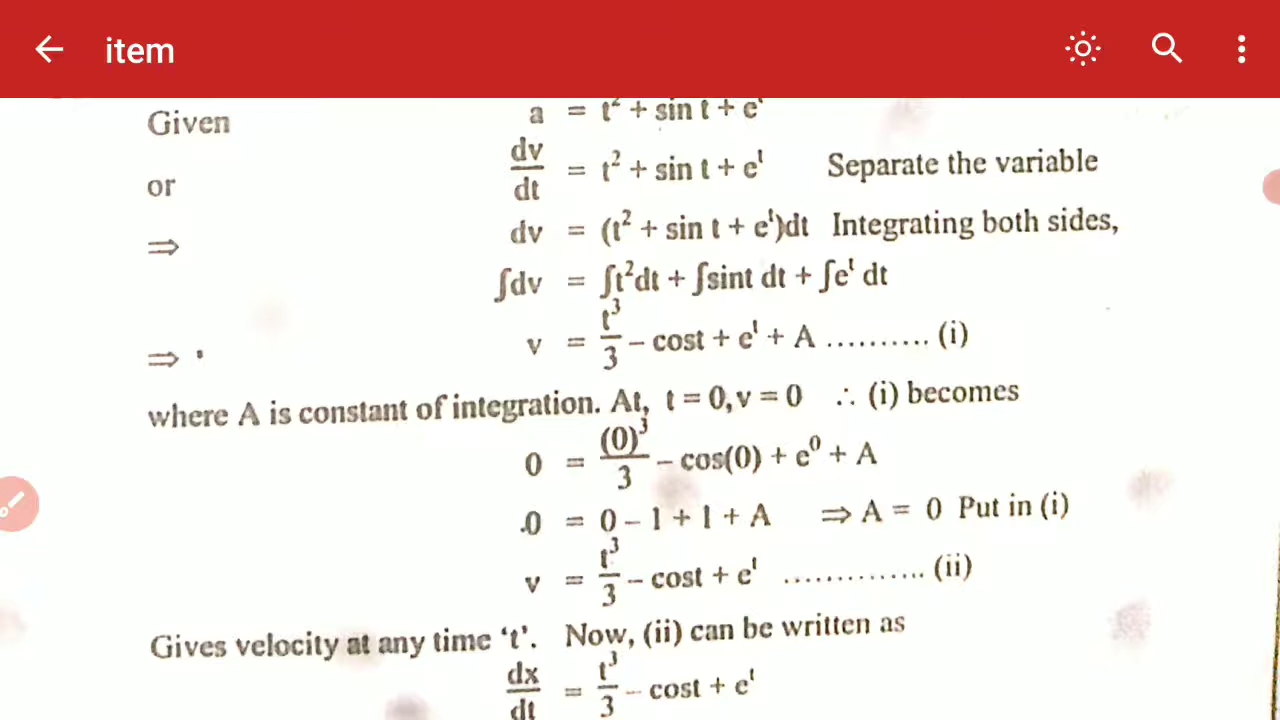 item
Given a = t² + sin t + eᵗ
or dv/dt = t² + sin t + eᵗ Separate the variable
⇒ dv = (t² + sin t + eᵗ)dt Integrating both sides,
∫dv = ∫t²dt + ∫sint dt + ∫eᵗ dt
⇒ v = t³/3 – cost + eᵗ + A .......... (i)
where A is constant of integration. At, t = 0, v = 0 ∴ (i) becomes
0 = (0)³/3 – cos(0) + e⁰ + A
0 = 0 – 1 + 1 + A ⇒ A = 0 Put in (i)
v = t³/3 – cost + eᵗ .............. (ii)
Gives velocity at any time ‘t’. Now, (ii) can be written as
dx/dt = t³/3 – cost + eᵗ